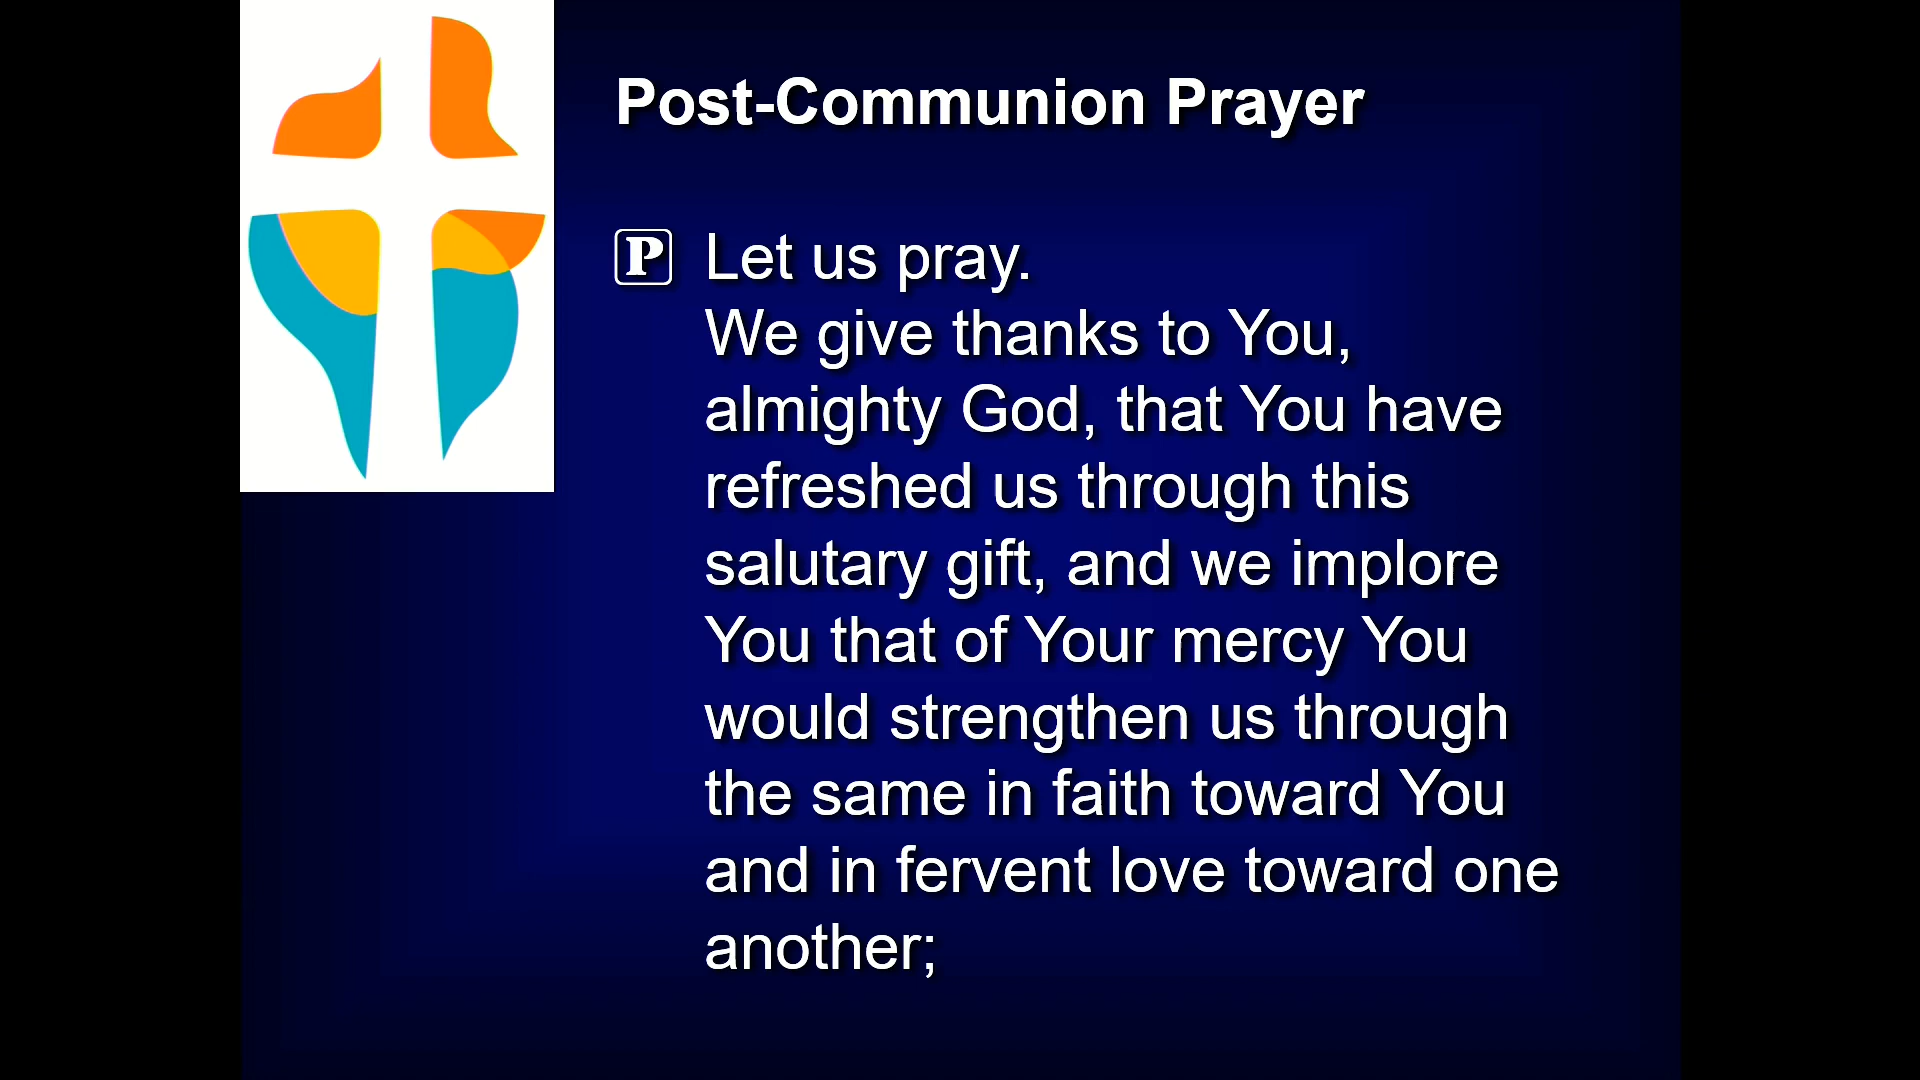 Post-Communion Prayer
P Let us pray.
We give thanks to You,
almighty God, that You have
refreshed us through this
salutary gift, and we implore
You that of Your mercy You
would strengthen us through
the same in faith toward You
and in fervent love toward one
another;